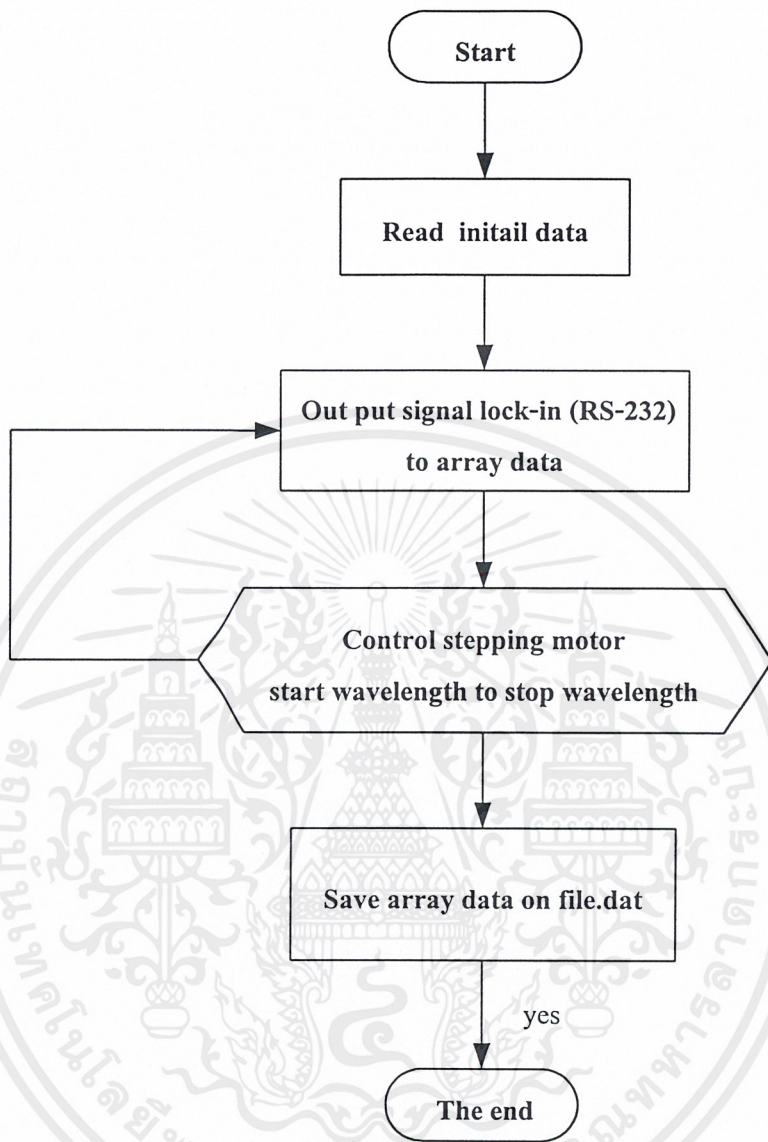 Start
Read initail data
Out put signal lock-in (RS-232)
to array data
Control stepping motor
start wavelength to stop wavelength
Save array data on file.dat
yes
The end